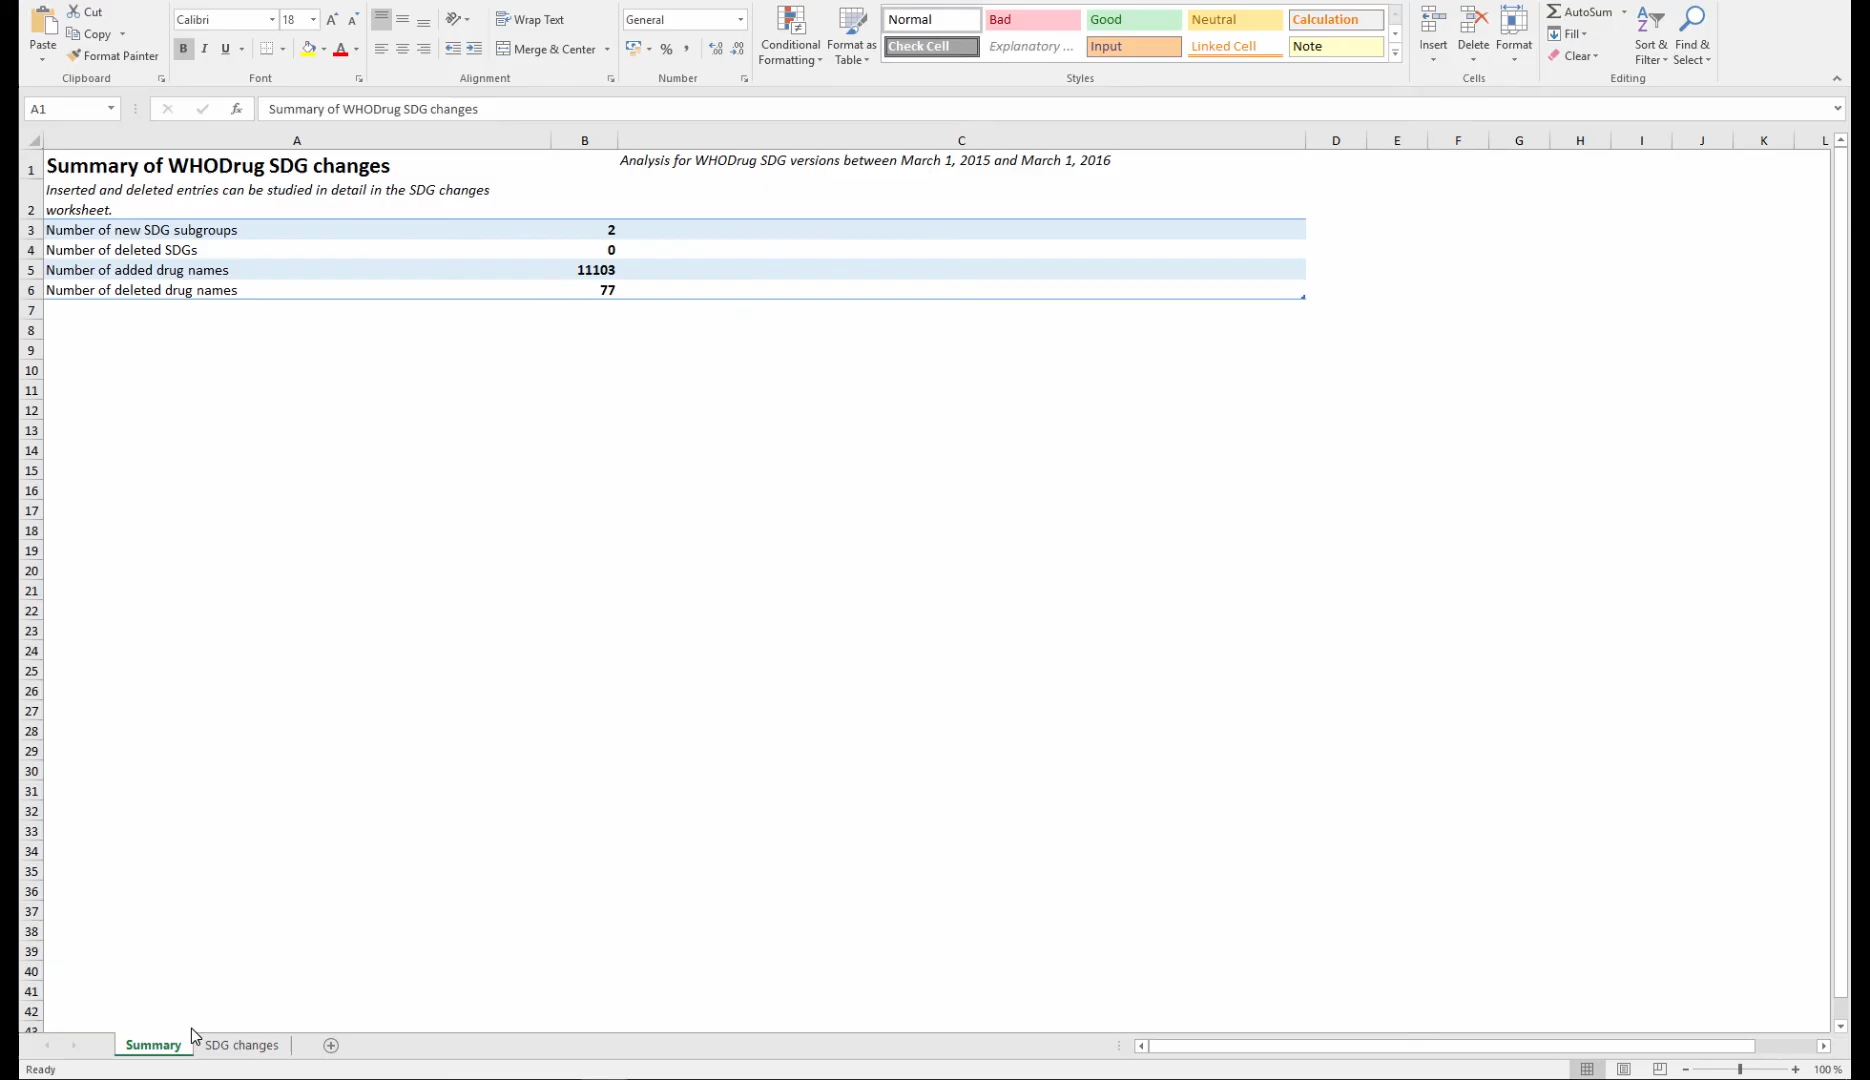 Cut
Calibri 18
Wrap Text
General
Normal Bad Good Neutral Calculation
AutoSum
Paste
Copy
Format Painter
B I U A
Merge & Center
%
Conditional Formatting
Format as Table
Check Cell Explanatory ... Input Linked Cell Note
Insert Delete Format
Fill
Clear
Sort & Filter
Find & Select
Clipboard Font Alignment Number Styles Cells Editing
A1 fx Summary of WHODrug SDG changes
A B C D E F G H I J K L
1 Summary of WHODrug SDG changes Analysis for WHODrug SDG versions between March 1, 2015 and March 1, 2016
Inserted and deleted entries can be studied in detail in the SDG changes
2 worksheet.
3 Number of new SDG subgroups 2
4 Number of deleted SDGs 0
5 Number of added drug names 11103
6 Number of deleted drug names 77
7
8
9
10
11
12
13
14
15
16
17
18
19
20
21
22
23
24
25
26
27
28
29
30
31
32
33
34
35
36
37
38
39
40
41
42
43
Summary SDG changes
Ready 100 %